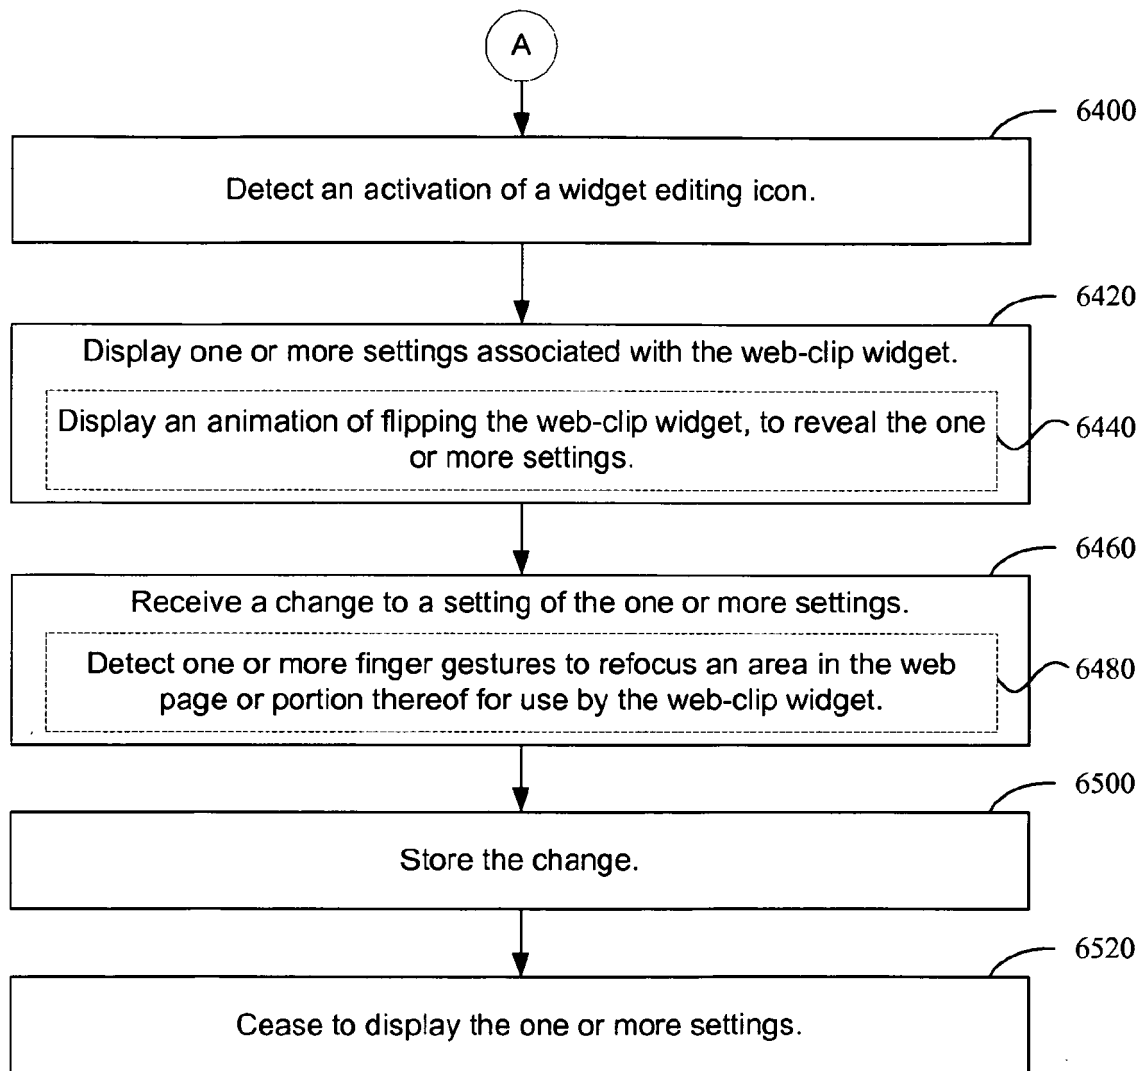 A
6400
Detect an activation of a widget editing icon.
6420
Display one or more settings associated with the web-clip widget.
Display an animation of flipping the web-clip widget, to reveal the one
or more settings.
6440
6460
Receive a change to a setting of the one or more settings.
Detect one or more finger gestures to refocus an area in the web
page or portion thereof for use by the web-clip widget.
6480
6500
Store the change.
6520
Cease to display the one or more settings.